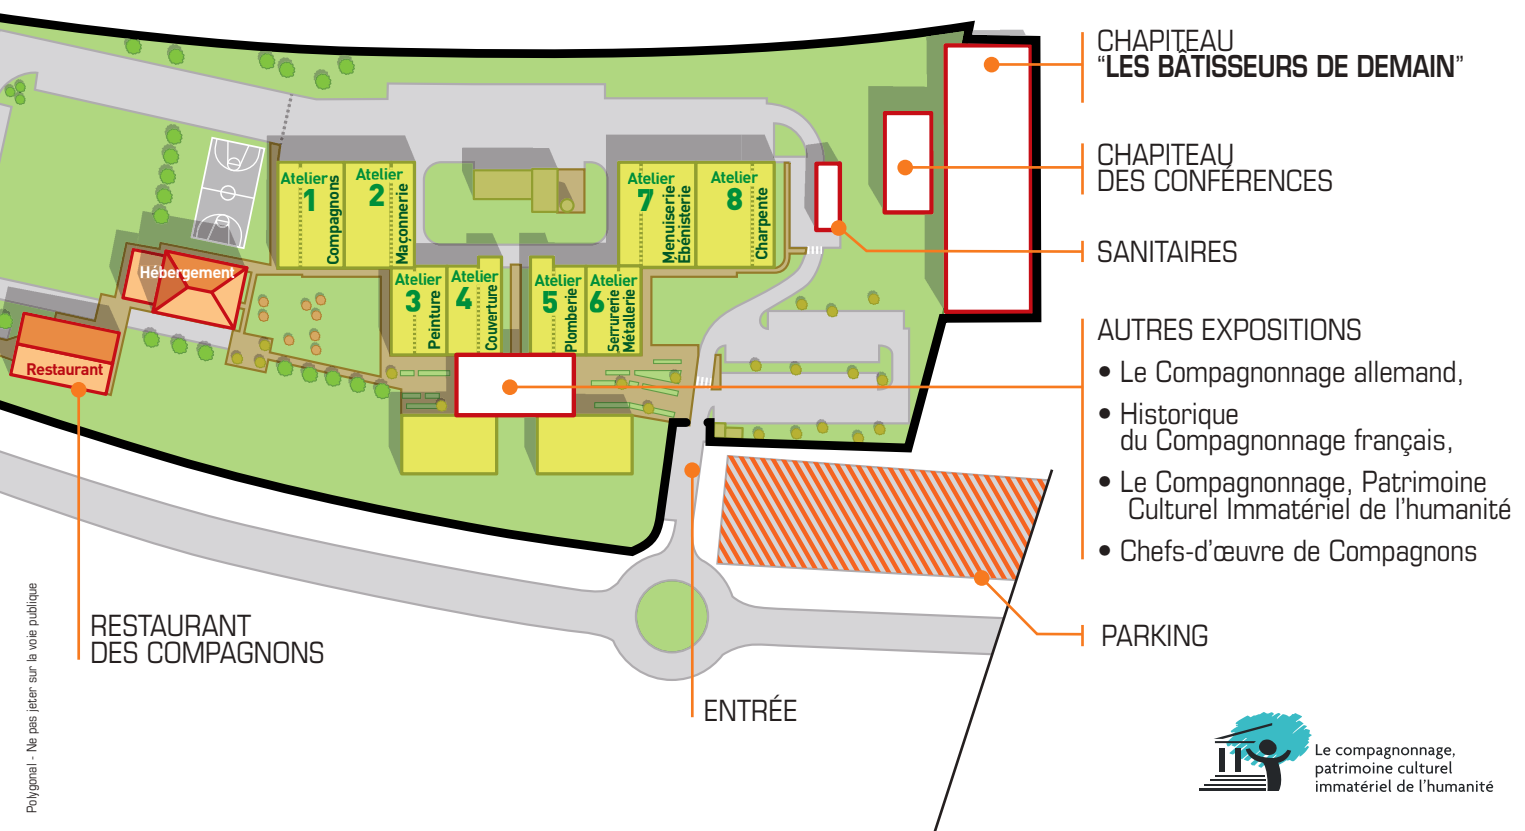 CHAPITEAU
“LES BÂTISSEURS DE DEMAIN”
CHAPITEAU
DES CONFÉRENCES
SANITAIRES
AUTRES EXPOSITIONS
• Le Compagnonnage allemand,
• Historique
du Compagnonnage français,
• Le Compagnonnage, Patrimoine
Culturel Immatériel de l’humanité
• Chefs-d’œuvre de Compagnons
PARKING
ENTRÉE
RESTAURANT
DES COMPAGNONS
Atelier
1
Compagnons
Atelier
2
Maçonnerie
Atelier
3
Peinture
Atelier
4
Couverture
Atelier
5
Plomberie
Atelier
6
Serrurerie
Métallerie
Atelier
7
Menuiserie
Ebénisterie
Atelier
8
Charpente
Hébergement
Restaurant
Polygonal - Ne pas jeter sur la voie publique
Le compagnonnage,
patrimoine culturel
immatériel de l’humanité